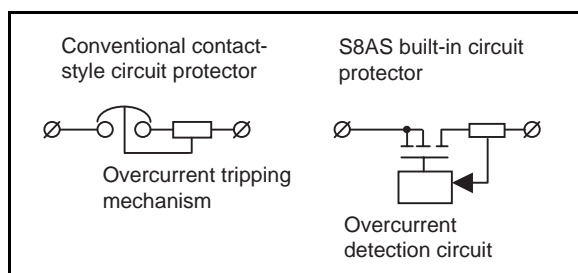 Conventional contact-
style circuit protector
Overcurrent tripping
mechanism
S8AS built-in circuit
protector
Overcurrent
detection circuit